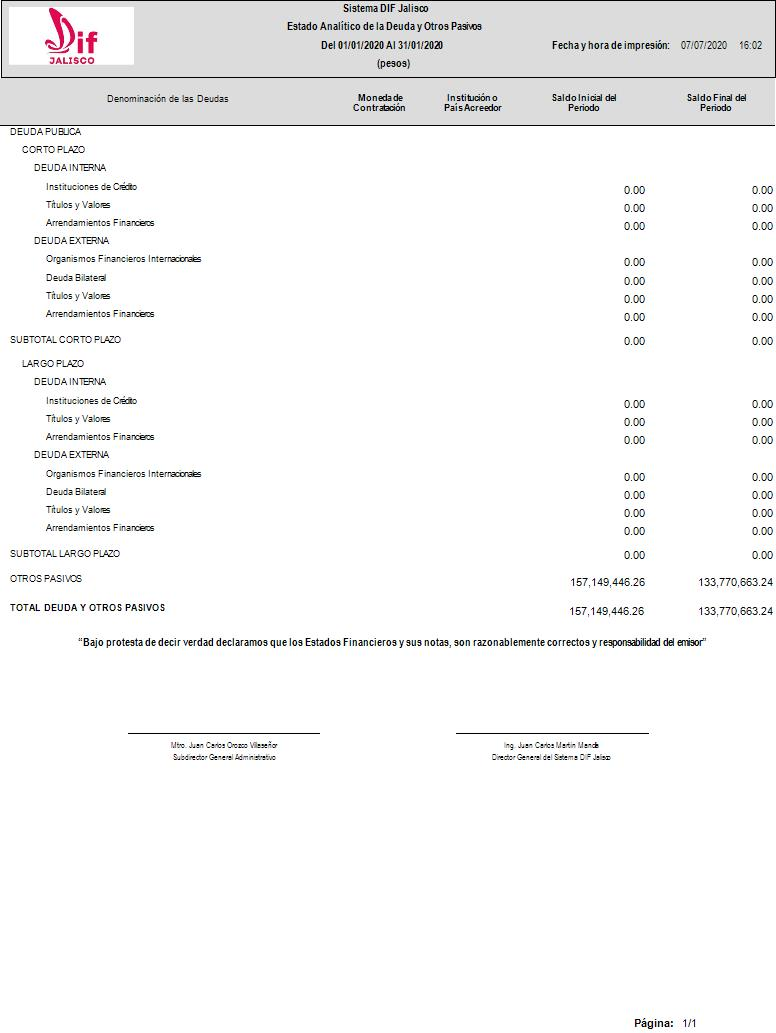 Dif
JALISCO
Sistema DIF Jalisco
Estado Analítico de la Deuda y Otros Pasivos
Del 01/01/2020 Al 31/01/2020
(pesos)
Fecha y hora de impresión: 07/07/2020 16:02
Denominación de las Deudas Moneda de Contratación Institución o País Acreedor Saldo Inicial del Periodo Saldo Final del Periodo
DEUDA PUBLICA
CORTO PLAZO
DEUDA INTERNA
Instituciones de Crédito 0.00 0.00
Títulos y Valores 0.00 0.00
Arrendamientos Financieros 0.00 0.00
DEUDA EXTERNA
Organismos Financieros Internacionales 0.00 0.00
Deuda Bilateral 0.00 0.00
Títulos y Valores 0.00 0.00
Arrendamientos Financieros 0.00 0.00
SUBTOTAL CORTO PLAZO 0.00 0.00
LARGO PLAZO
DEUDA INTERNA
Instituciones de Crédito 0.00 0.00
Títulos y Valores 0.00 0.00
Arrendamientos Financieros 0.00 0.00
DEUDA EXTERNA
Organismos Financieros Internacionales 0.00 0.00
Deuda Bilateral 0.00 0.00
Títulos y Valores 0.00 0.00
Arrendamientos Financieros 0.00 0.00
SUBTOTAL LARGO PLAZO 0.00 0.00
OTROS PASIVOS 157,149,446.26 133,770,663.24
TOTAL DEUDA Y OTROS PASIVOS 157,149,446.26 133,770,663.24
“Bajo protesta de decir verdad declaramos que los Estados Financieros y sus notas, son razonablemente correctos y responsabilidad del emisor”
Mtro. Juan Carlos Orozco Villaseñor Ing. Juan Carlos Martín Mancilla
Subdirector General Administrativo Director General del Sistema DIF Jalisco
Página: 1/1